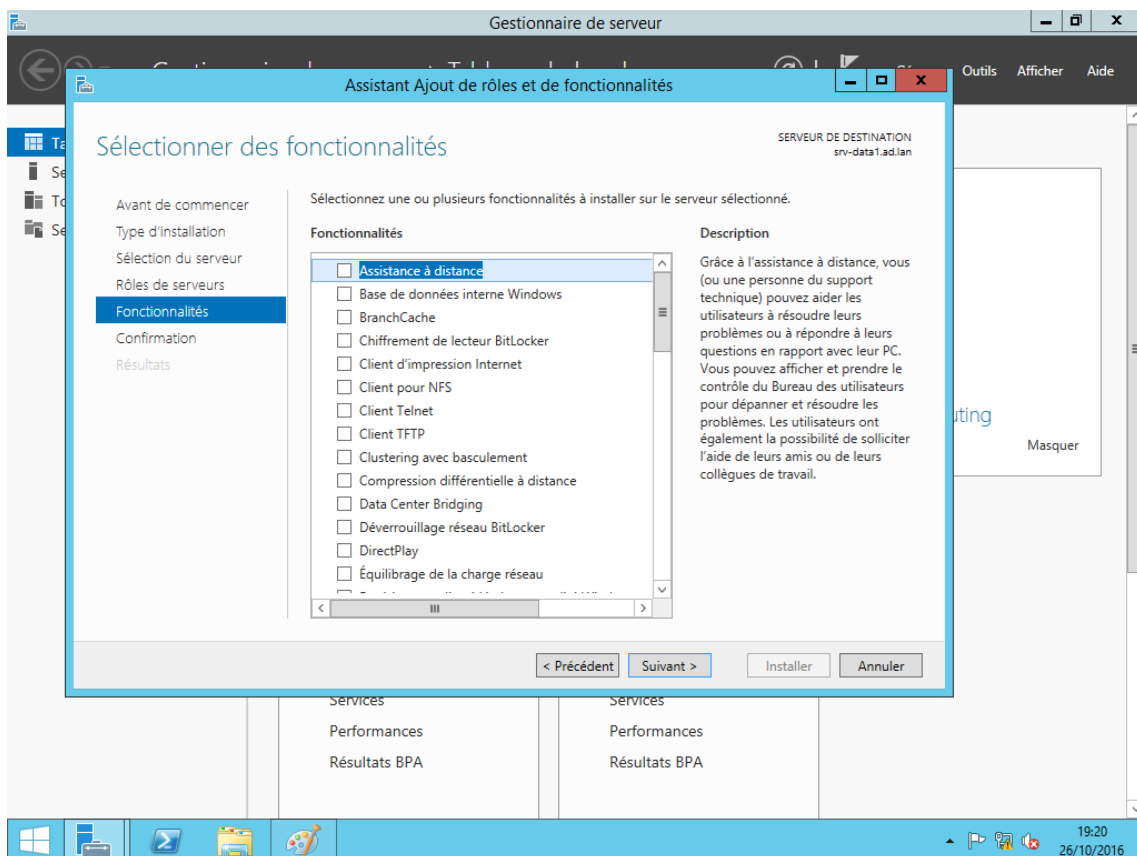 Gestionnaire de serveur
Outils Afficher Aide
Assistant Ajout de rôles et de fonctionnalités
Sélectionner des fonctionnalités
SERVEUR DE DESTINATION
srv-data1.ad.lan
Avant de commencer
Type d'installation
Sélection du serveur
Rôles de serveurs
Fonctionnalités
Confirmation
Résultats
Sélectionnez une ou plusieurs fonctionnalités à installer sur le serveur sélectionné.
Fonctionnalités
Assistance à distance
Base de données interne Windows
BranchCache
Chiffrement de lecteur BitLocker
Client d'impression Internet
Client pour NFS
Client Telnet
Client TFTP
Clustering avec basculement
Compression différentielle à distance
Data Center Bridging
Déverrouillage réseau BitLocker
DirectPlay
Équilibrage de la charge réseau
Description
Grâce à l'assistance à distance, vous
(ou une personne du support
technique) pouvez aider les
utilisateurs à résoudre leurs
problèmes ou à répondre à leurs
questions en rapport avec leur PC.
Vous pouvez afficher et prendre le
contrôle du Bureau des utilisateurs
pour dépanner et résoudre les
problèmes. Les utilisateurs ont
également la possibilité de solliciter
l'aide de leurs amis ou de leurs
collègues de travail.
uting
Masquer
< Précédent Suivant > Installer Annuler
Services Services
Performances Performances
Résultats BPA Résultats BPA
19:20
26/10/2016